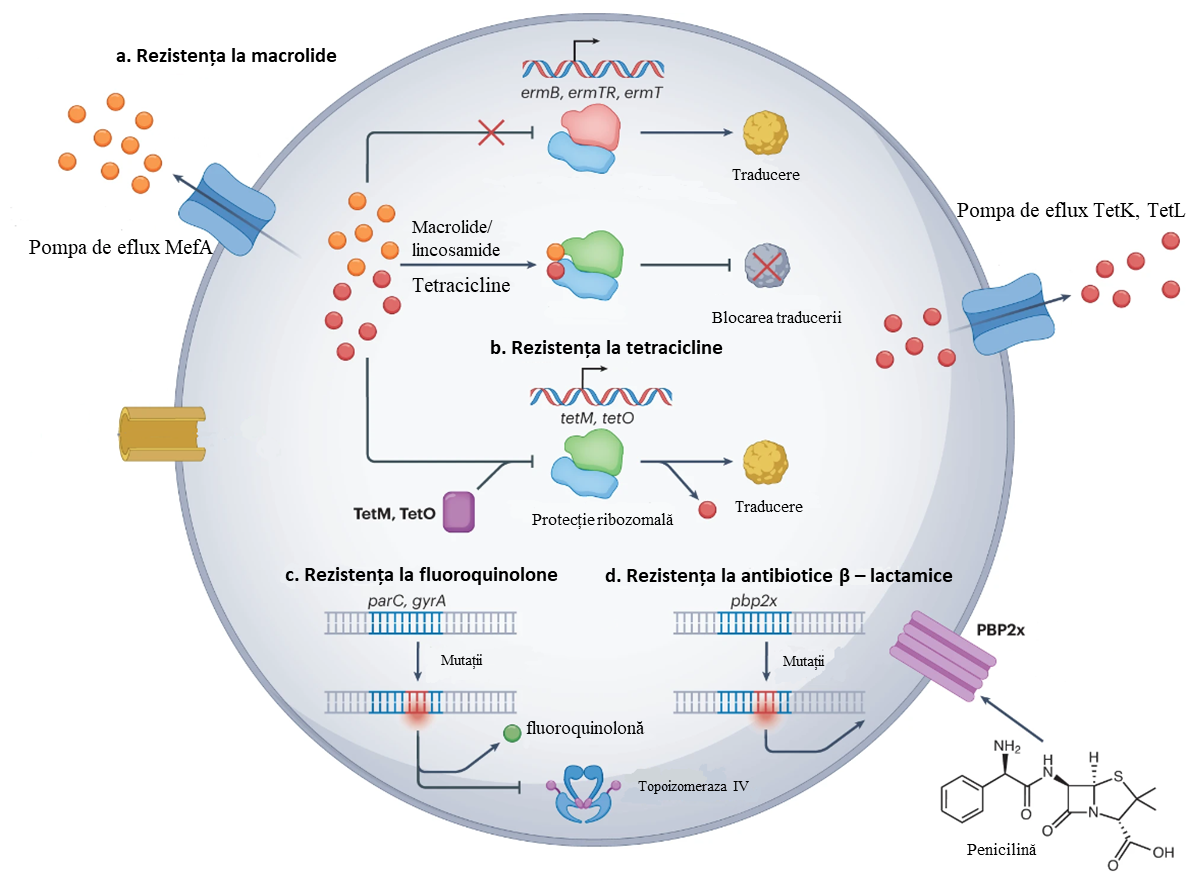 a. Rezistența la macrolide
ermB, ermTR, ermT
Traducere
Pompa de eflux MefA
Macrolide/
lincosamide
Tetracicline
Blocarea traducerii
Pompa de eflux TetK, TetL
b. Rezistența la tetracicline
tetM, tetO
TetM, TetO
Protecție ribozomală
Traducere
c. Rezistența la fluoroquinolone
parC, gyrA
Mutații
fluoroquinolonă
Topoizomeraza IV
d. Rezistența la antibiotice β – lactamice
pbp2x
Mutații
PBP2x
NH2
H
N
H
S
O
O
N
O
OH
Penicilină